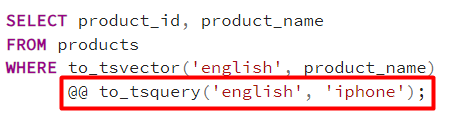 SELECT product_id, product_name
FROM products
WHERE to_tsvector('english', product_name)
@@ to_tsquery('english', 'iphone');